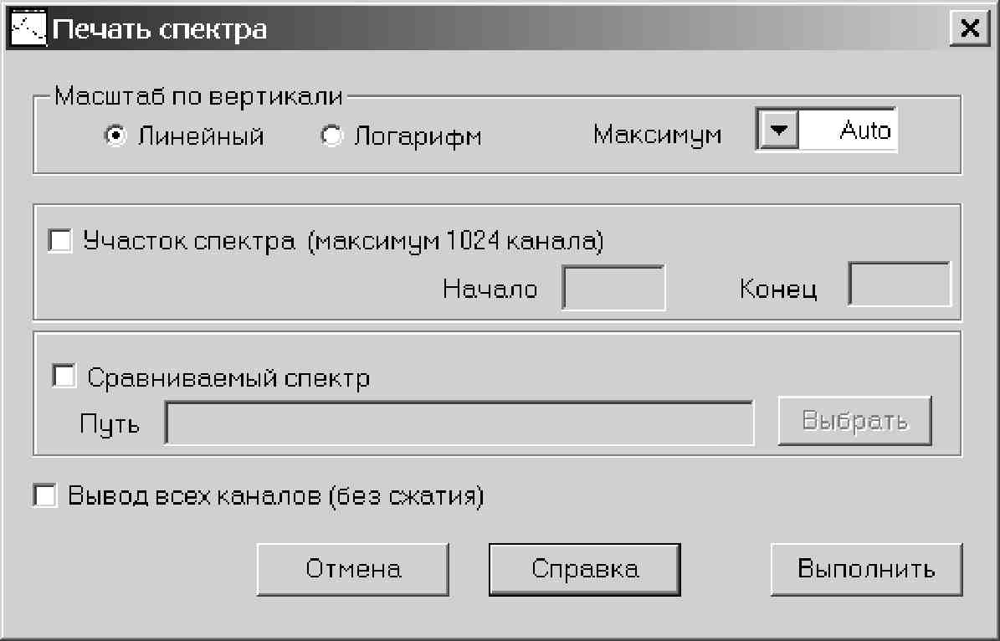 Печать спектра
Масштаб по вертикали
Линейный Логарифм Максимум Auto
Участок спектра (максимум 1024 канала)
Начало Конец
Сравниваемый спектр
Путь Выбрать
Вывод всех каналов (без сжатия)
Отмена Справка Выполнить